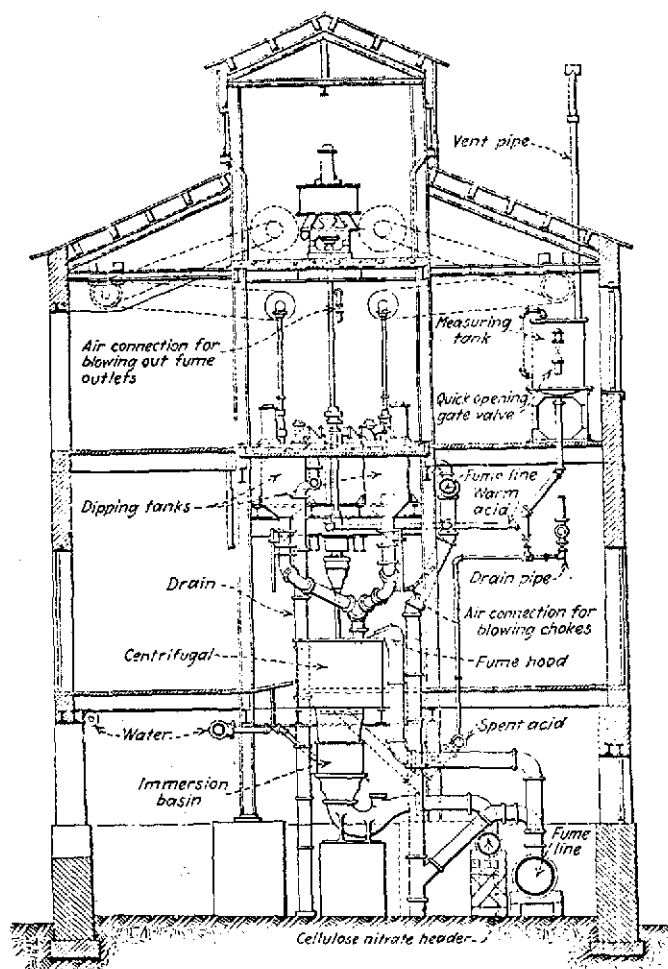 Vent pipe
Air connection for
blowing out fume
outlets
Measuring
tank
Quick opening
gate valve
Dipping tanks
Fume line
Warm
acid
Drain
Drain pipe
Air connection for
blowing chokes
Centrifugal
Fume hood
Water
Spent acid
Immersion
basin
Fume
line
Cellulose nitrate header